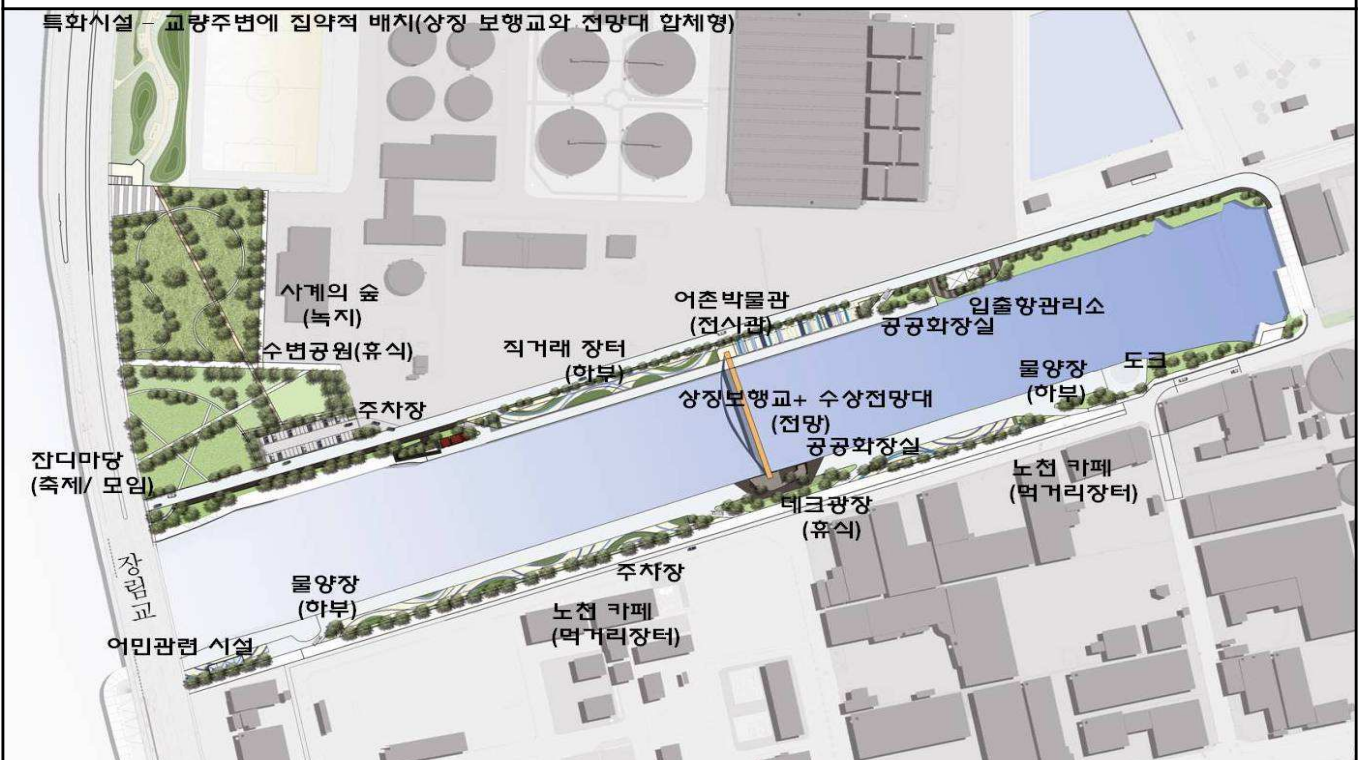 특화시설 - 교량주변에 집약적 배치(상징 보행교와 전망대 합체형)
사계의 숲
(녹지)
수변공원(휴식)
주차장
잔디마당
(축제/ 모임)
직거래 장터
(하부)
어촌박물관
(전시관)
공공화장실
입출항관리소
상징보행교+ 수상전망대
(전망)
공공화장실
물양장
(하부)
도크
노천 카페
(먹거리장터)
데크광장
(휴식)
주차장
노천 카페
(먹거리장터)
물양장
(하부)
어민관련 시설
장림교